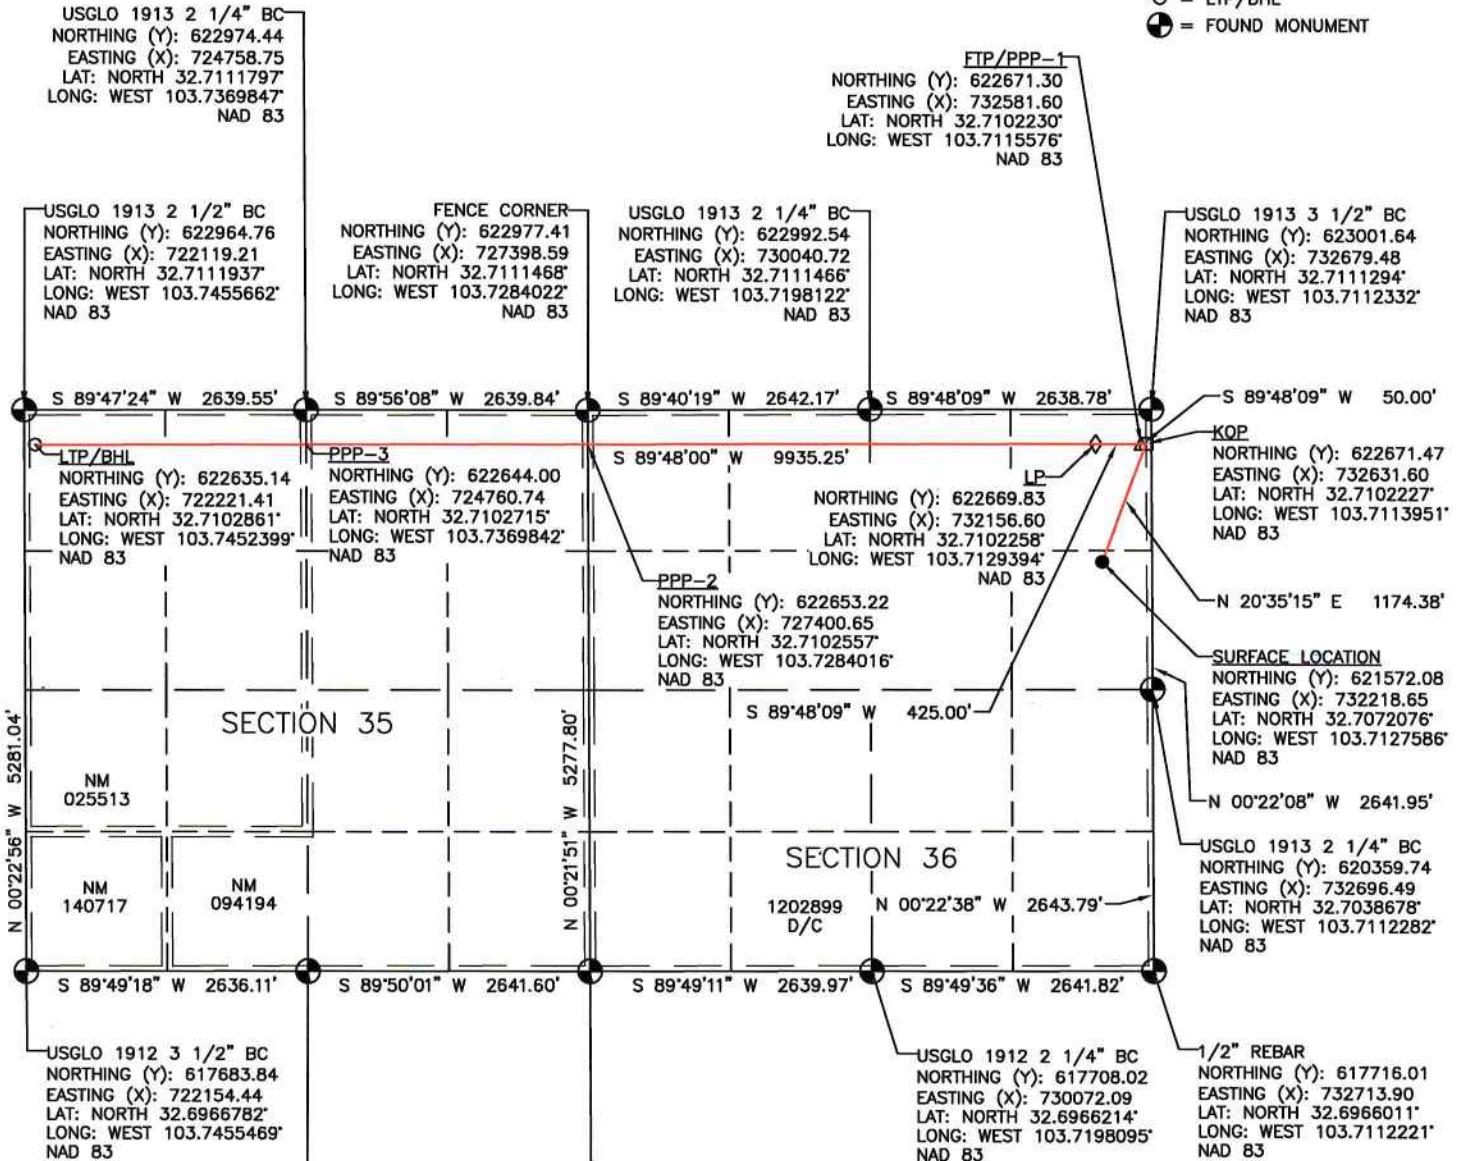 = LTP/BHL
= FOUND MONUMENT
USGLO 1913 2 1/4" BC
NORTHING (Y): 622974.44
EASTING (X): 724758.75
LAT: NORTH 32.7111797°
LONG: WEST 103.7369847°
NAD 83
FTP/PPP-1
NORTHING (Y): 622671.30
EASTING (X): 732581.60
LAT: NORTH 32.7102230°
LONG: WEST 103.7115576°
NAD 83
USGLO 1913 2 1/2" BC
NORTHING (Y): 622964.76
EASTING (X): 722119.21
LAT: NORTH 32.7111937°
LONG: WEST 103.7455662°
NAD 83
FENCE CORNER
NORTHING (Y): 622977.41
EASTING (X): 727398.59
LAT: NORTH 32.7111468°
LONG: WEST 103.7284022°
NAD 83
USGLO 1913 2 1/4" BC
NORTHING (Y): 622992.54
EASTING (X): 730040.72
LAT: NORTH 32.7111466°
LONG: WEST 103.7198122°
NAD 83
USGLO 1913 3 1/2" BC
NORTHING (Y): 623001.64
EASTING (X): 732679.48
LAT: NORTH 32.7111294°
LONG: WEST 103.7112332°
NAD 83
S 89°47'24" W 2639.55'
S 89°56'08" W 2639.84'
S 89°40'19" W 2642.17'
S 89°48'09" W 2638.78'
S 89°48'09" W 50.00'
LTP/BHL
NORTHING (Y): 622635.14
EASTING (X): 722221.41
LAT: NORTH 32.7102861°
LONG: WEST 103.7452399°
NAD 83
PPP-3
NORTHING (Y): 622644.00
EASTING (X): 724760.74
LAT: NORTH 32.7102715°
LONG: WEST 103.7369842°
NAD 83
S 89°48'00" W 9935.25'
LP
NORTHING (Y): 622669.83
EASTING (X): 732156.60
LAT: NORTH 32.7102258°
LONG: WEST 103.7129394°
NAD 83
KOP
NORTHING (Y): 622671.47
EASTING (X): 732631.60
LAT: NORTH 32.7102227°
LONG: WEST 103.7113951°
NAD 83
PPP-2
NORTHING (Y): 622653.22
EASTING (X): 727400.65
LAT: NORTH 32.7102557°
LONG: WEST 103.7284016°
NAD 83
N 20°35'15" E 1174.38'
SURFACE LOCATION
NORTHING (Y): 621572.08
EASTING (X): 732218.65
LAT: NORTH 32.7072076°
LONG: WEST 103.7127586°
NAD 83
S 89°48'09" W 425.00'
SECTION 35
N 00°22'56" W 5281.04'
N 00°21'51" W 5277.80'
N 00°22'08" W 2641.95'
NM
025513
NM
140717
NM
094194
SECTION 36
1202899
D/C
N 00°22'38" W 2643.79'
USGLO 1913 2 1/4" BC
NORTHING (Y): 620359.74
EASTING (X): 732696.49
LAT: NORTH 32.7038678°
LONG: WEST 103.7112282°
NAD 83
S 89°49'18" W 2636.11'
S 89°50'01" W 2641.60'
S 89°49'11" W 2639.97'
S 89°49'36" W 2641.82'
USGLO 1912 3 1/2" BC
NORTHING (Y): 617683.84
EASTING (X): 722154.44
LAT: NORTH 32.6966782°
LONG: WEST 103.7455469°
NAD 83
USGLO 1912 2 1/4" BC
NORTHING (Y): 617708.02
EASTING (X): 730072.09
LAT: NORTH 32.6966214°
LONG: WEST 103.7198095°
NAD 83
1/2" REBAR
NORTHING (Y): 617716.01
EASTING (X): 732713.90
LAT: NORTH 32.6966011°
LONG: WEST 103.7112221°
NAD 83